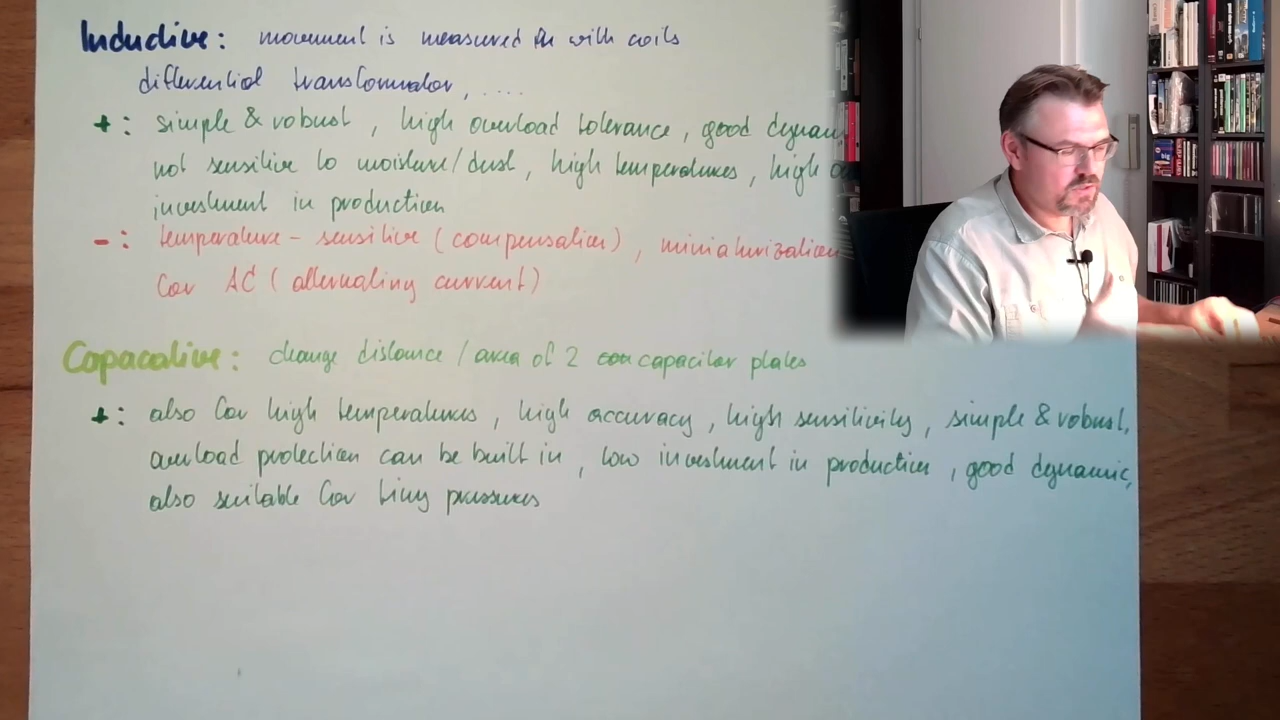 Inductive: movement is measured with coils
differential transformator, ....
+: simple & robust, high overload tolerance, good dynam
not sensitive to moisture/dust, high temperatures, high
investment in production
-: temperature-sensitive (compensation), miniaturization
for AC (alternating current)
Capacative: change distance / area of 2 capacitor plates
+: also for high temperatures, high accuracy, high sensitivity, simple & robust,
overload protection can be built in, low investment in production, good dynamic,
also suitable for tiny pressures